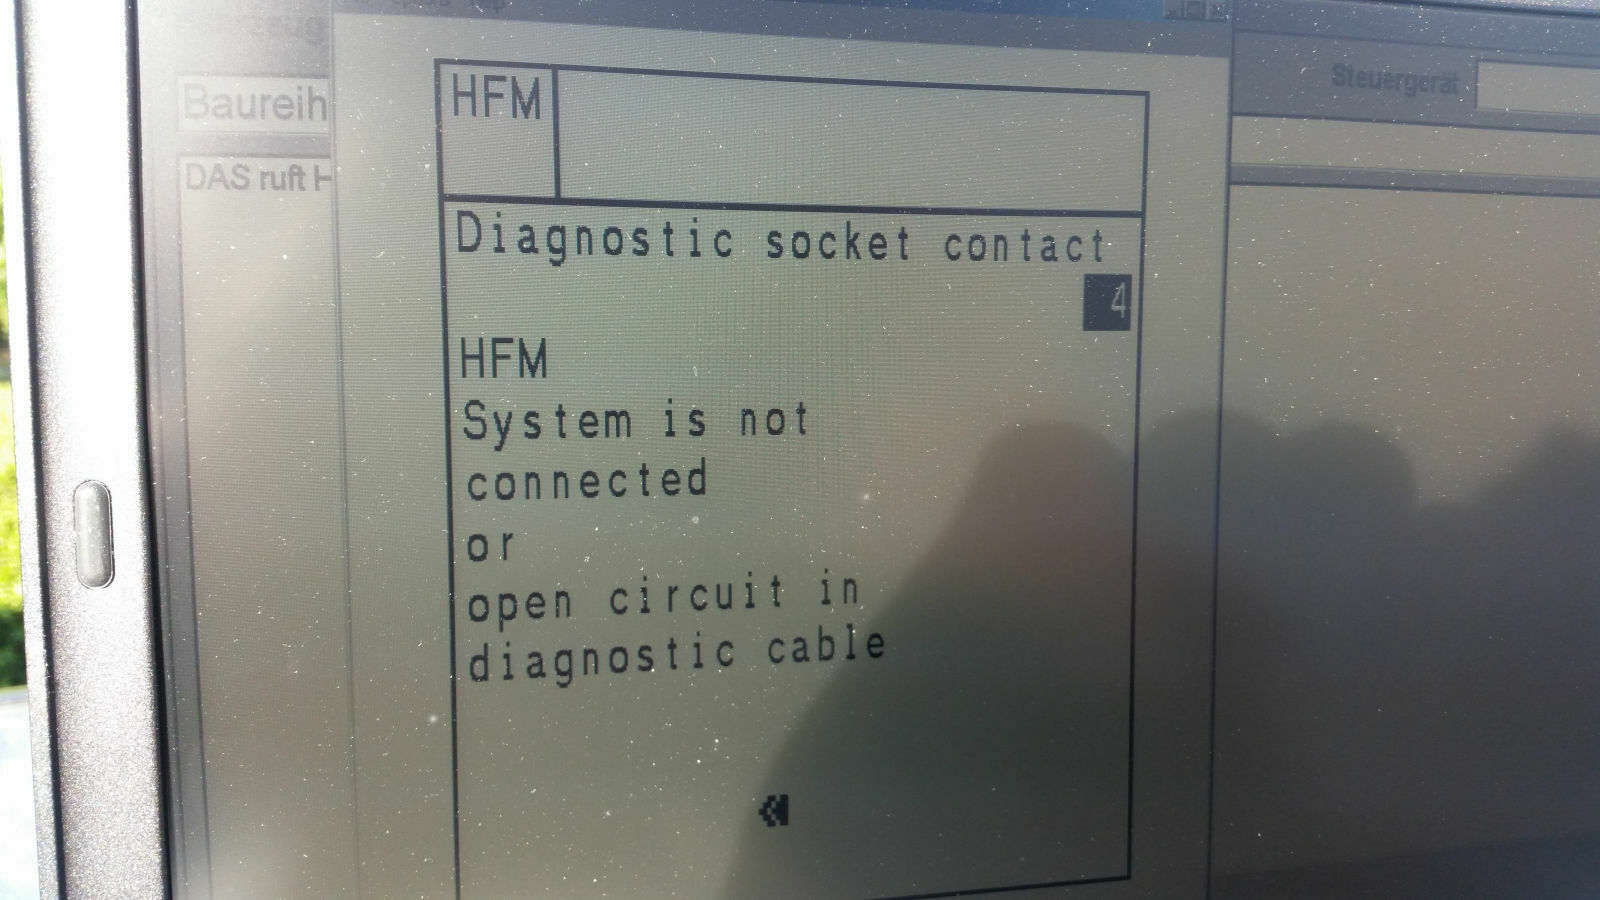 Baureih
Steuergerät
DAS ruft H
HFM
Diagnostic socket contact
4
HFM
System is not
connected
or
open circuit in
diagnostic cable